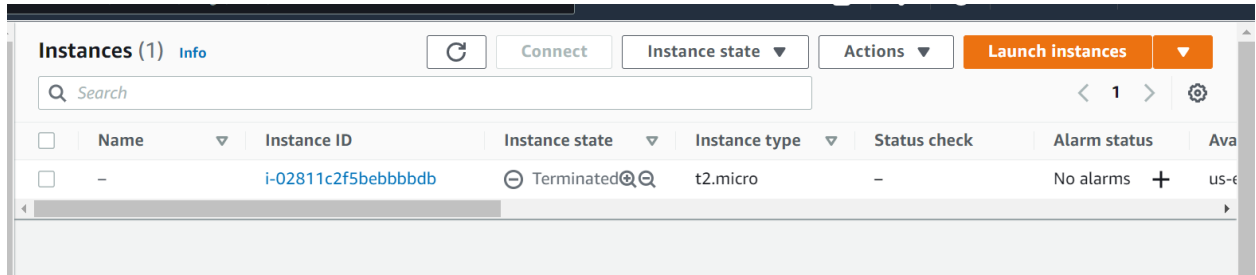 Instances (1) Info Connect Instance state Actions Launch instances
Search 1
Name Instance ID Instance state Instance type Status check Alarm status Ava
– i-02811c2f5bebbbbdb Terminated t2.micro – No alarms + us-e